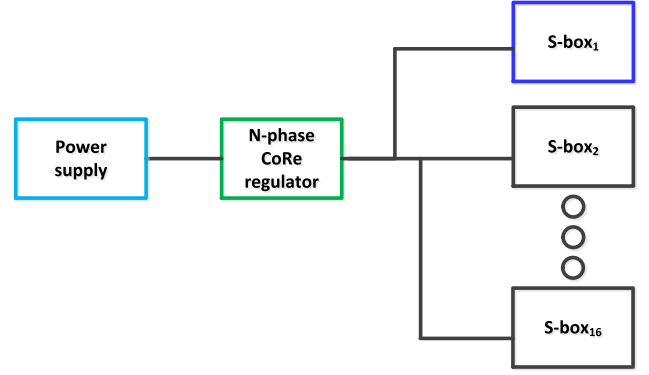 Power
supply
N-phase
CoRe
regulator
S-box₁
S-box₂
S-box₁₆